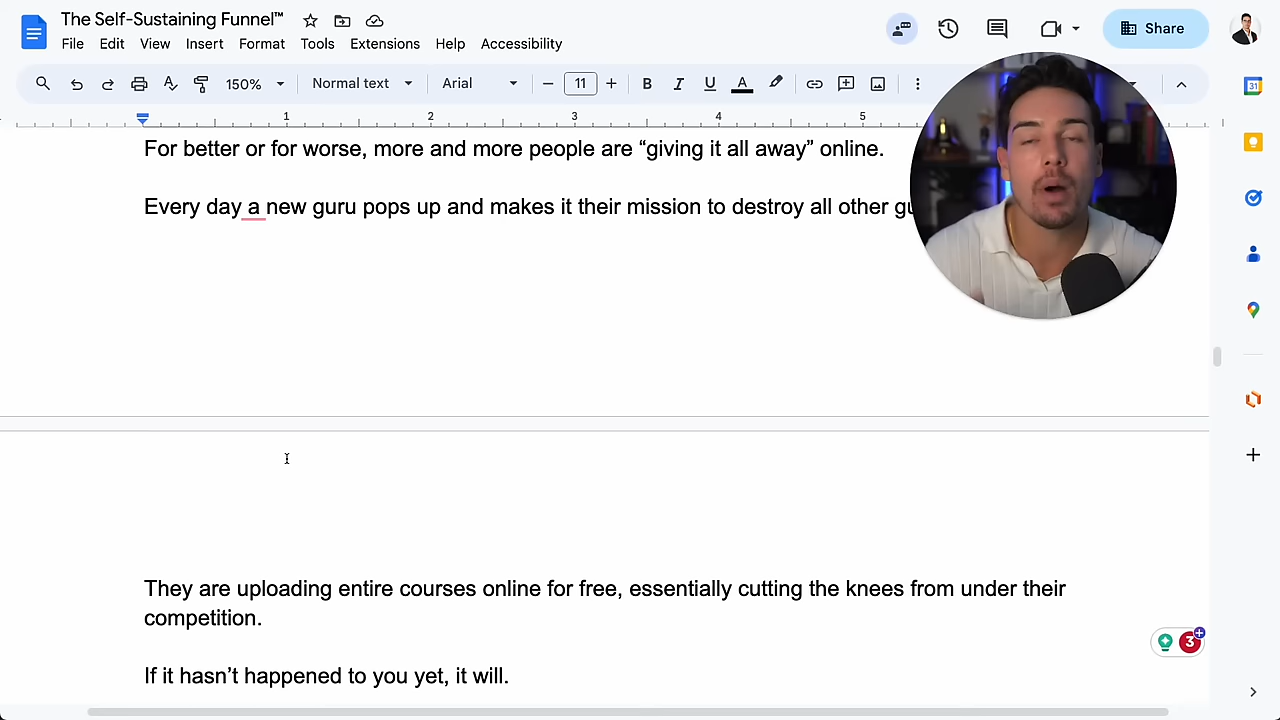 The Self-Sustaining Funnel™
File Edit View Insert Format Tools Extensions Help Accessibility
Share
150% Normal text Arial 11 B I U A
1 2 3 4 5
31
For better or for worse, more and more people are “giving it all away” online.
Every day a new guru pops up and makes it their mission to destroy all other
They are uploading entire courses online for free, essentially cutting the knees from under their
competition.
3
If it hasn’t happened to you yet, it will.